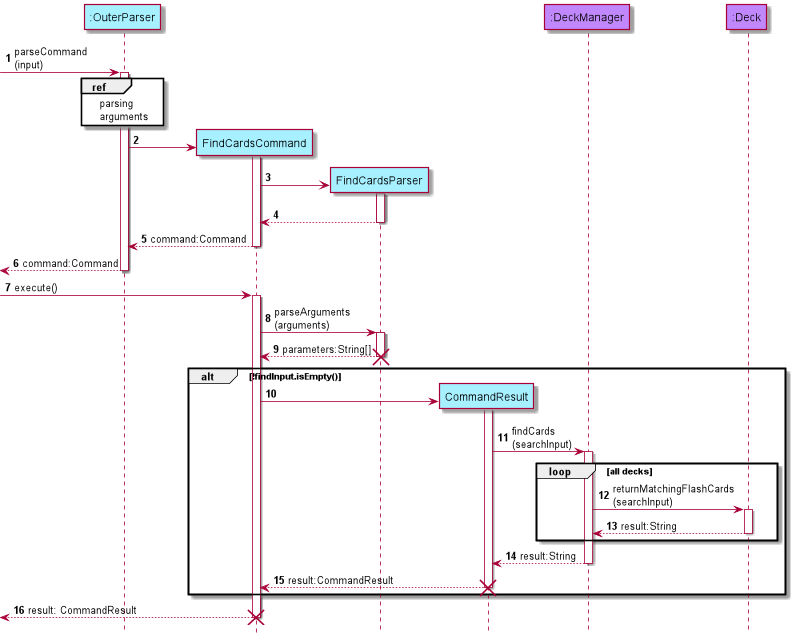 :OuterParser
:DeckManager
:Deck
1 parseCommand
(input)
ref
parsing
arguments
2
FindCardsCommand
3
FindCardsParser
4
5 command:Command
6 command:Command
7 execute()
8 parseArguments
(arguments)
9 parameters:String[]
alt [!findInput.isEmpty()]
10
CommandResult
11 findCards
(searchInput)
loop [all decks]
12 returnMatchingFlashCards
(searchInput)
13 result:String
14 result:String
15 result:CommandResult
16 result: CommandResult